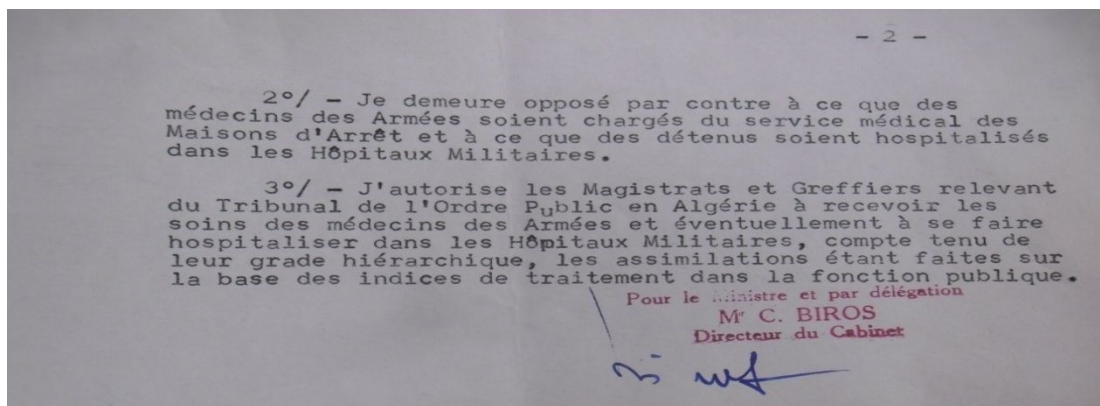 - 2 -
2°/ - Je demeure opposé par contre à ce que des
médecins des Armées soient chargés du service médical des
Maisons d'Arrêt et à ce que des détenus soient hospitalisés
dans les Hôpitaux Militaires.
3°/ - J'autorise les Magistrats et Greffiers relevant
du Tribunal de l'Ordre Public en Algérie à recevoir les
soins des médecins des Armées et éventuellement à se faire
hospitaliser dans les Hôpitaux Militaires, compte tenu de
leur grade hiérarchique, les assimilations étant faites sur
la base des indices de traitement dans la fonction publique.
Pour le Ministre et par délégation
Mr C. BIROS
Directeur du Cabinet